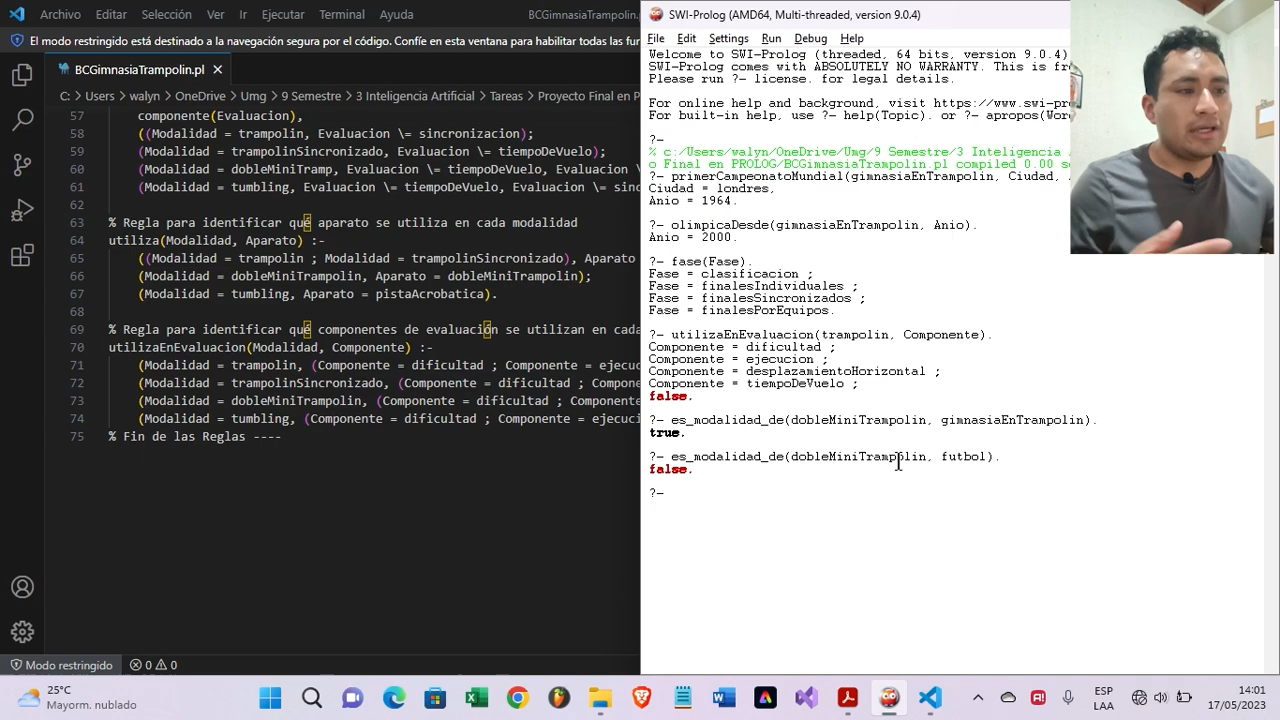 Archivo
Editar
Selección
Ver
Ir
Ejecutar
Terminal
Ayuda
BCGimnasiaTrampolin.
El modo restringido está destinado a la navegación segura por el código. Confíe en esta ventana para habilitar todas las fun
BCGimnasiaTrampolin.pl
C: > Users > walyn > OneDrive > Umg > 9 Semestre > 3 Inteligencia Artificial > Tareas > Proyecto Final en P
57 componente(Evaluacion),
58 ((Modalidad = trampolin, Evaluacion \= sincronizacion);
59 (Modalidad = trampolinSincronizado, Evaluacion \= tiempoDeVuelo);
60 (Modalidad = dobleMiniTramp, Evaluacion \= tiempoDeVuelo, Evaluacion \=
61 (Modalidad = tumbling, Evaluacion \= tiempoDeVuelo, Evaluacion \= sinc
62
63 % Regla para identificar qué aparato se utiliza en cada modalidad
64 utiliza(Modalidad, Aparato) :-
65 ((Modalidad = trampolin ; Modalidad = trampolinSincronizado), Aparato
66 (Modalidad = dobleMiniTrampolin, Aparato = dobleMiniTrampolin);
67 (Modalidad = tumbling, Aparato = pistaAcrobatica).
68
69 % Regla para identificar qué componentes de evaluación se utilizan en cada
70 utilizaEnEvaluacion(Modalidad, Componente) :-
71 (Modalidad = trampolin, (Componente = dificultad ; Componente = ejecuc
72 (Modalidad = trampolinSincronizado, (Componente = dificultad ; Compone
73 (Modalidad = dobleMiniTrampolin, (Componente = dificultad ; Componente
74 (Modalidad = tumbling, (Componente = dificultad ; Componente = ejecuci
75 % Fin de las Reglas ----
Modo restringido
0
0
SWI-Prolog (AMD64, Multi-threaded, version 9.0.4)
File Edit Settings Run Debug Help
Welcome to SWI-Prolog (threaded, 64 bits, version 9.0.4)
SWI-Prolog comes with ABSOLUTELY NO WARRANTY. This is fr
Please run ?- license. for legal details.
For online help and background, visit https://www.swi-pro
For built-in help, use ?- help(Topic). or ?- apropos(Wor
?-
% c:/Users/walyn/OneDrive/Umg/9 Semestre/3 Inteligencia
o Final en PROLOG/BCGimnasiaTrampolin.pl compiled 0.00 se
?- primerCampeonatoMundial(gimnasiaEnTrampolin, Ciudad,
Ciudad = londres,
Anio = 1964.
?- olimpicaDesde(gimnasiaEnTrampolin, Anio).
Anio = 2000.
?- fase(Fase).
Fase = clasificacion ;
Fase = finalesIndividuales ;
Fase = finalesSincronizados ;
Fase = finalesPorEquipos.
?- utilizaEnEvaluacion(trampolin, Componente).
Componente = dificultad ;
Componente = ejecucion ;
Componente = desplazamientoHorizontal ;
Componente = tiempoDeVuelo ;
false.
?- es_modalidad_de(dobleMiniTrampolin, gimnasiaEnTrampolin).
true.
?- es_modalidad_de(dobleMiniTrampolin, futbol).
false.
?-
25°C
Mayorm. nublado
ESP
LAA
14:01
17/05/2023